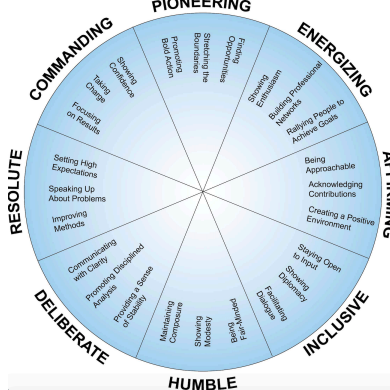 PIONEERING
Promoting
Bold Action
Stretching the
Boundaries
Finding
Opportunities
ENERGIZING
Showing
Enthusiasm
Building Professional
Networks
Rallying People to
Achieve Goals
Being
Approachable
Acknowledging
Contributions
Creating a Positive
Environment
INCLUSIVE
Staying Open
to Input
Showing
Diplomacy
Facilitating
Dialogue
HUMBLE
Being
Fair-Minded
Showing
Modesty
Maintaining
Composure
DELIBERATE
Providing a Sense
of Stability
Promoting Disciplined
Analysis
Communicating
with Clarity
RESOLUTE
Improving
Methods
Speaking Up
About Problems
Setting High
Expectations
COMMANDING
Focusing
on Results
Taking
Charge
Showing
Confidence